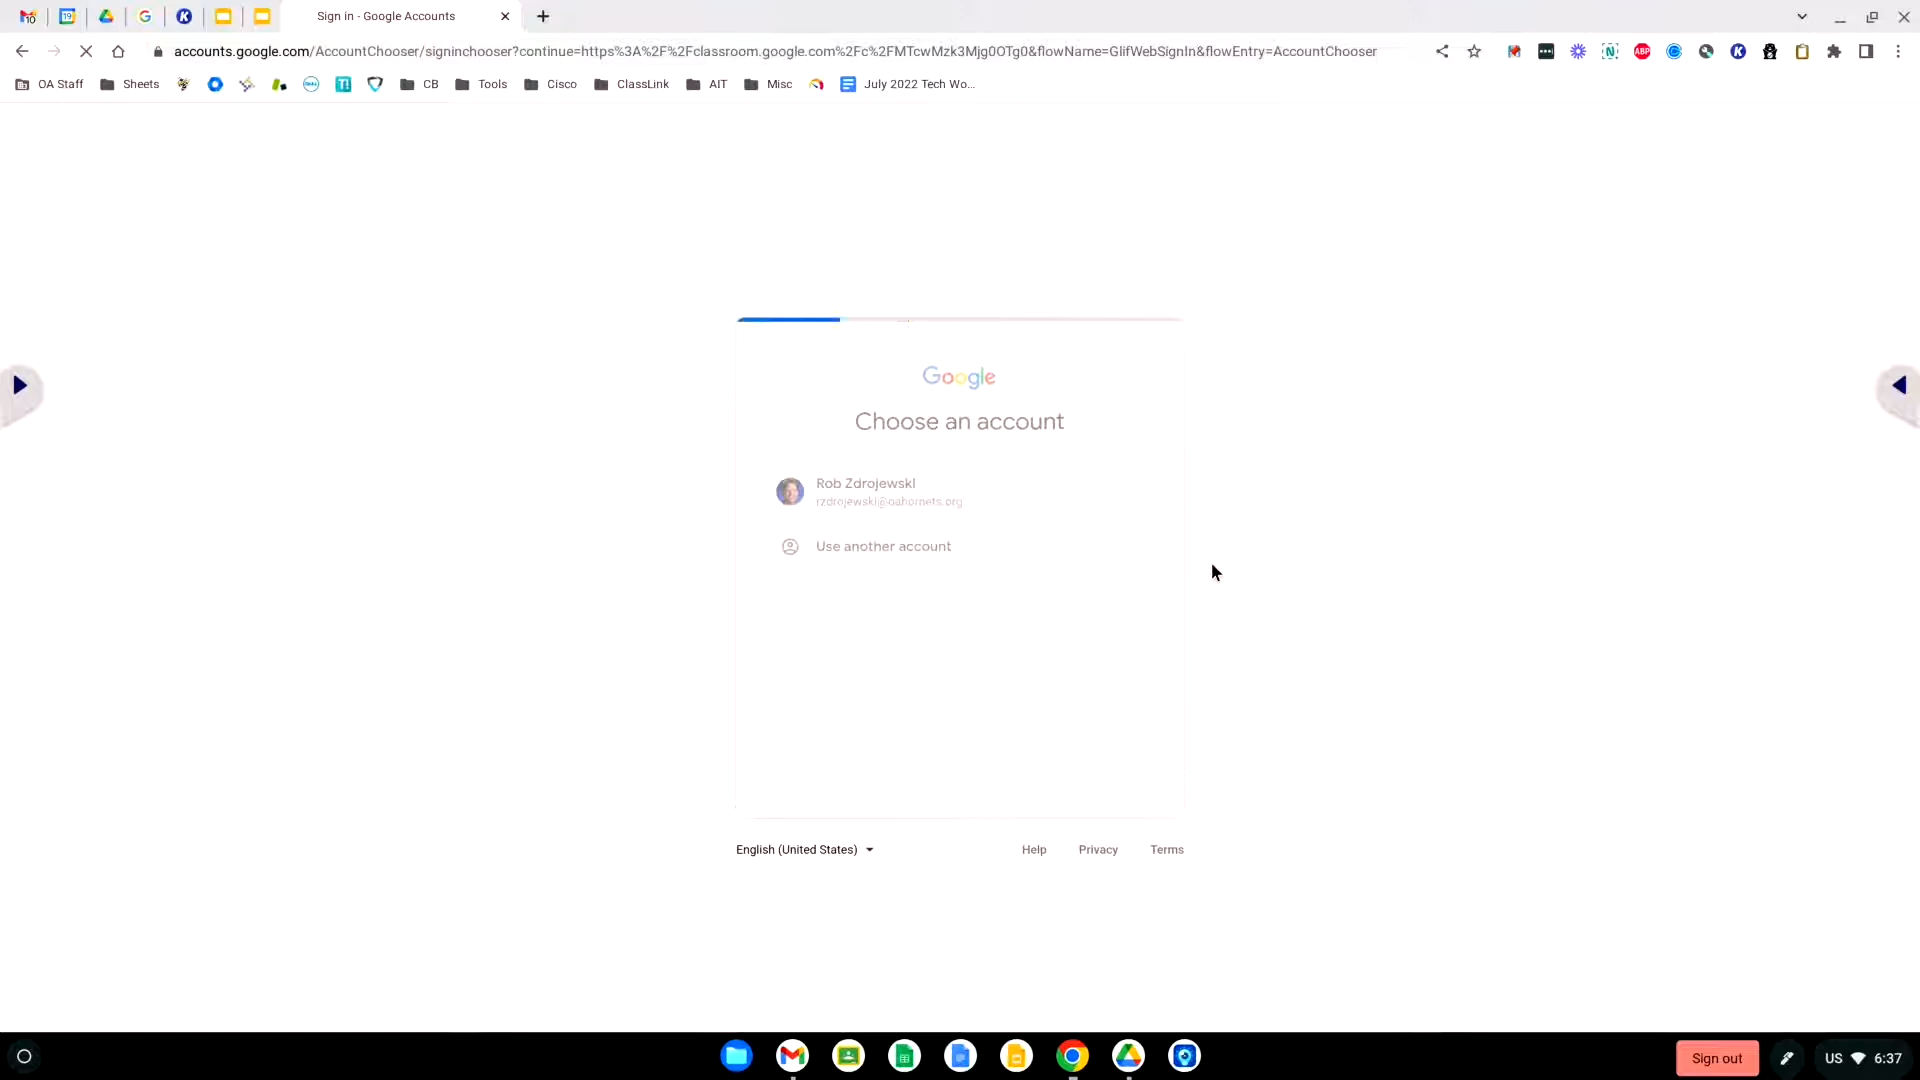 10
19
Sign in - Google Accounts
accounts.google.com/AccountChooser/signinchooser?continue=https%3A%2F%2Fclassroom.google.com%2Fc%2FMTcwMzk3Mjg0OTg0&flowName=GlifWebSignIn&flowEntry=AccountChooser
ABP
OA Staff Sheets CB Tools Cisco ClassLink AIT Misc July 2022 Tech Wo...
Google
Choose an account
Rob Zdrojewski
rzdrojewski@oahornets.org
Use another account
English (United States)
Help Privacy Terms
Sign out
US 6:37